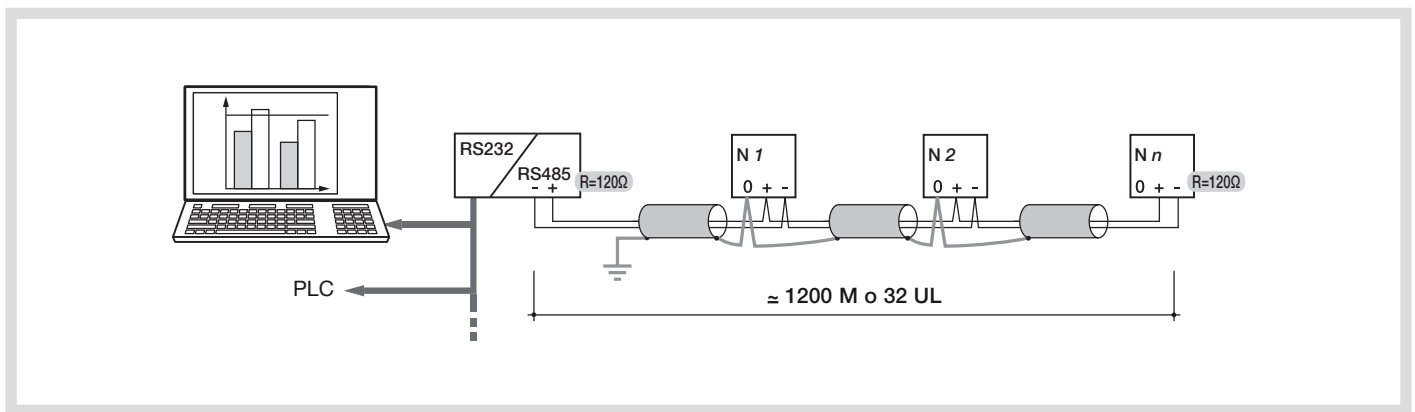 RS232
RS485
- +
R=120Ω
N 1
0 + -
N 2
0 + -
N n
0 + -
R=120Ω
PLC
≃ 1200 M o 32 UL